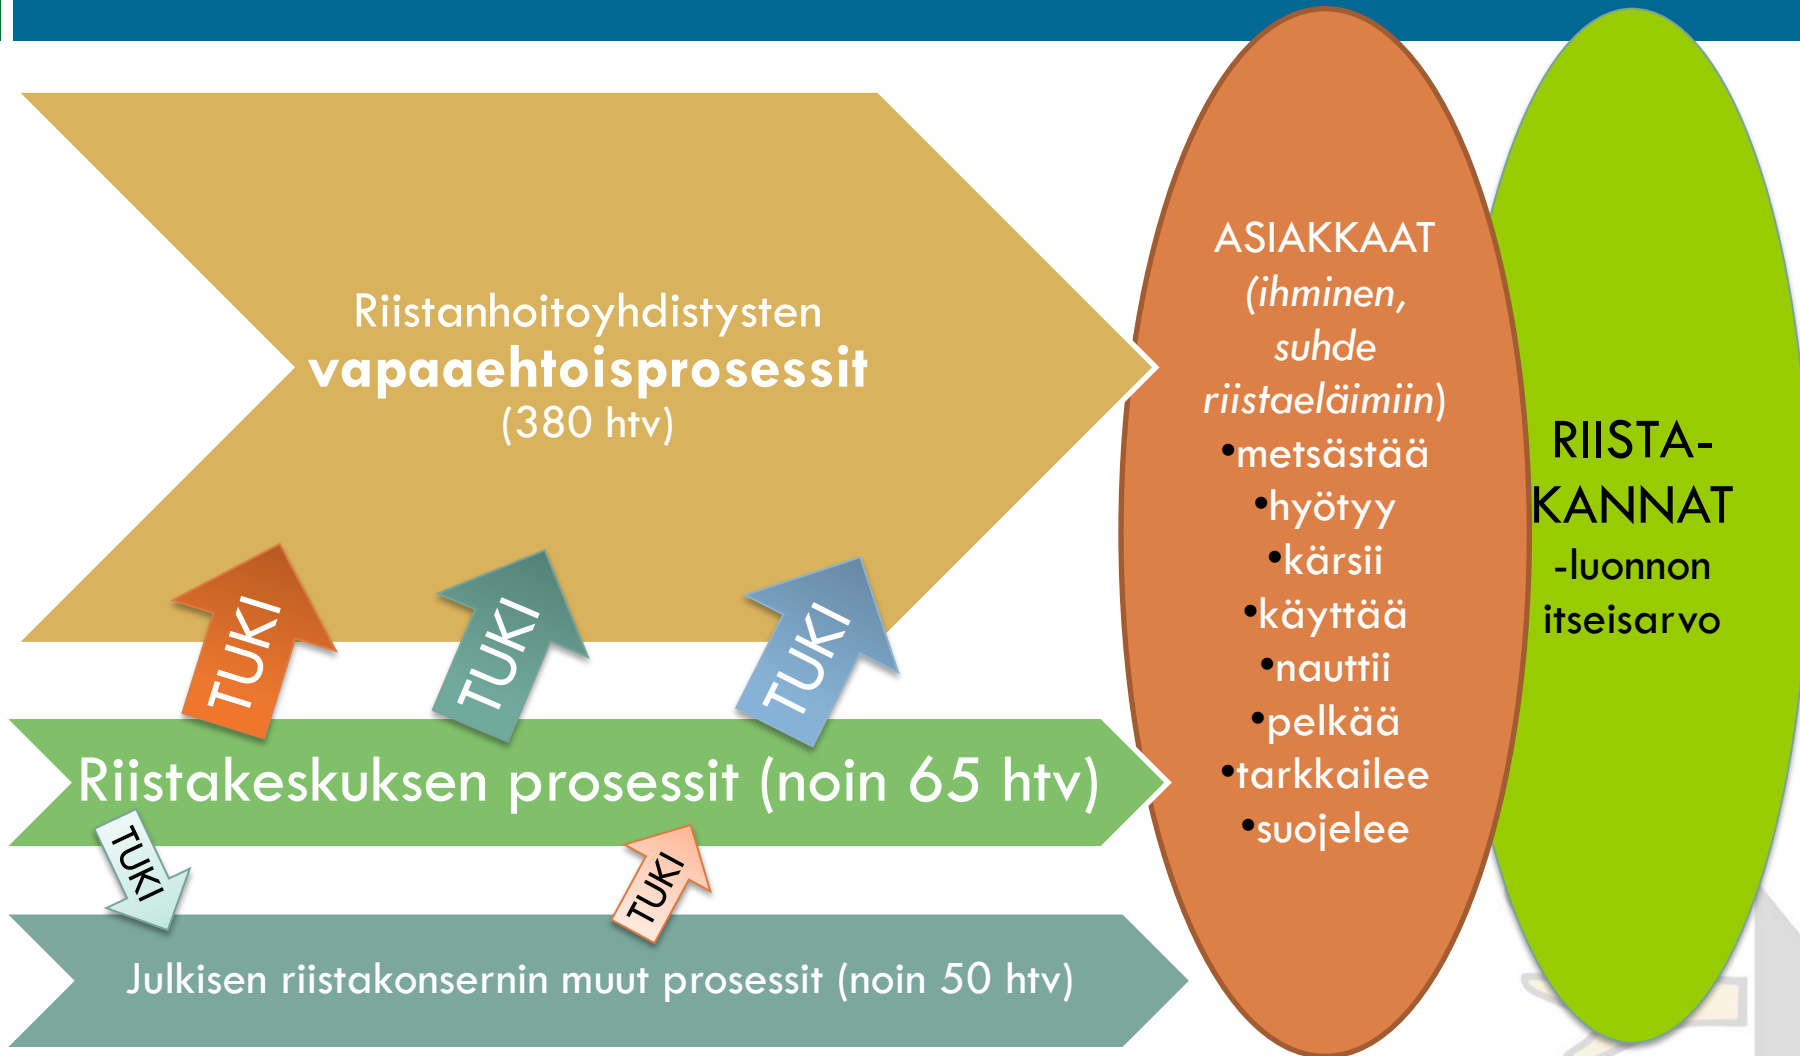 Riistanhoitoyhdistysten
vapaaehtoisprosessit
(380 htv)
TUKI
TUKI
TUKI
Riistakeskuksen prosessit (noin 65 htv)
TUKI
TUKI
Julkisen riistakonsernin muut prosessit (noin 50 htv)
ASIAKKAAT
(ihminen,
suhde
riistaeläimiin)
•metsästää
•hyötyy
•kärsii
•käyttää
•nauttii
•pelkää
•tarkkailee
•suojelee
RIISTA-
KANNAT
-luonnon
itseisarvo